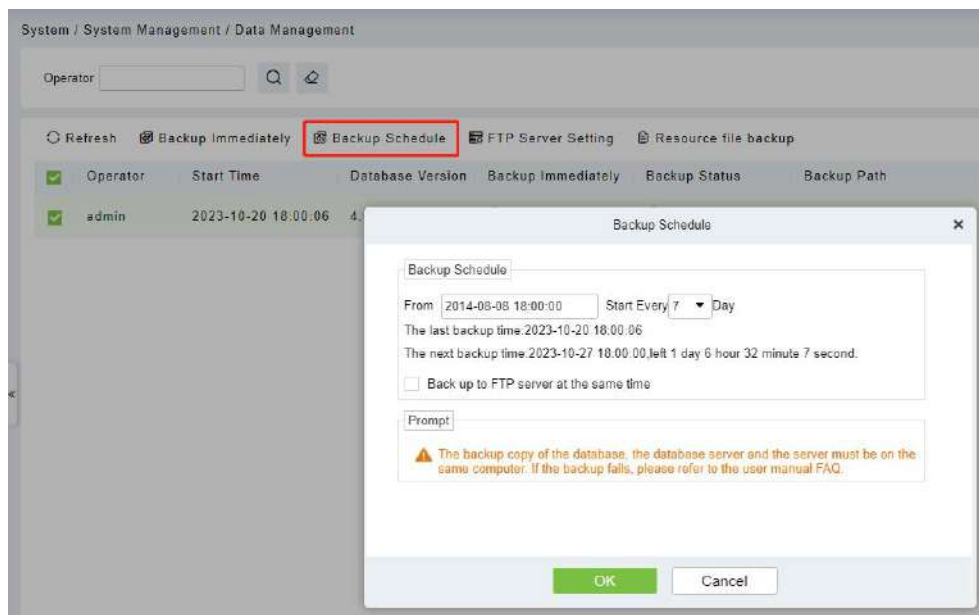 System / System Management / Data Management
Operator
Refresh Backup Immediately Backup Schedule FTP Server Setting Resource file backup
Operator Start Time Database Version Backup Immediately Backup Status Backup Path
admin 2023-10-20 18:00:06 4.
Backup Schedule
Backup Schedule
From 2014-08-08 18:00:00 Start Every 7 Day
The last backup time:2023-10-20 18:00:06
The next backup time:2023-10-27 18:00:00,left 1 day 6 hour 32 minute 7 second.
Back up to FTP server at the same time
Prompt
The backup copy of the database, the database server and the server must be on the
same computer. If the backup fails, please refer to the user manual FAQ.
OK Cancel